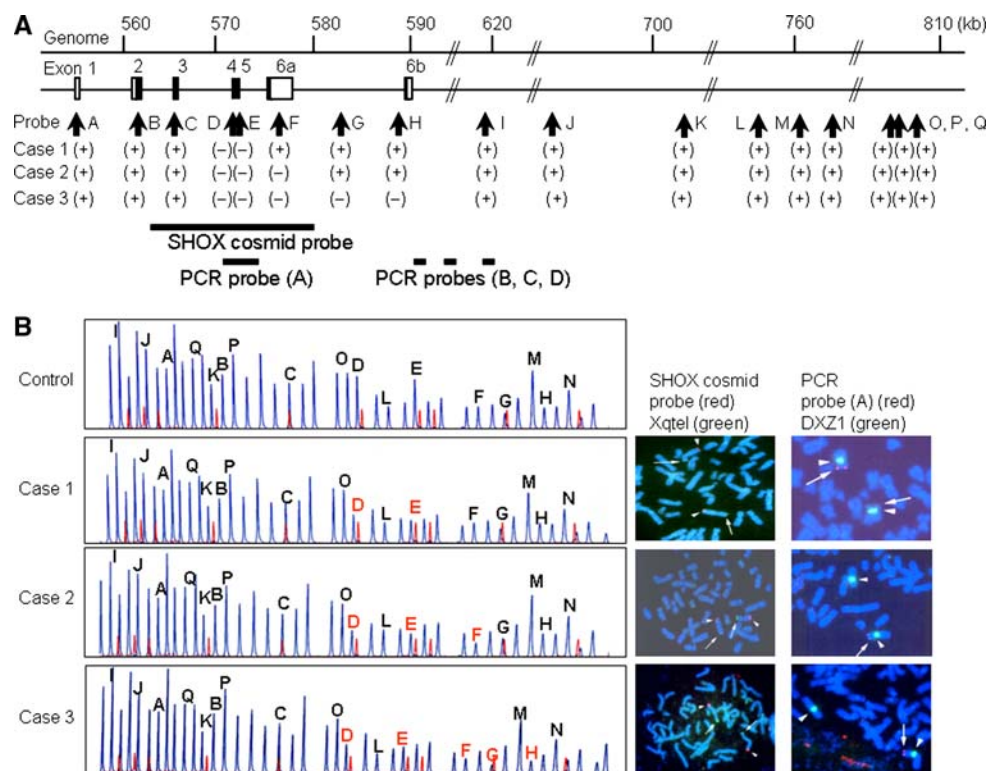 A
560 570 580 590 620 700 760 810 (kb)
Genome
Exon 1 2 3 4 5 6a 6b
Probe A B C D E F G H I J K L M N O, P, Q
Case 1 (+) (+) (+) (−) (−) (+) (+) (+) (+) (+) (+) (+) (+) (+) (+) (+) (+)
Case 2 (+) (+) (+) (−) (−) (−) (+) (+) (+) (+) (+) (+) (+) (+) (+) (+) (+)
Case 3 (+) (+) (+) (−) (−) (−) (−) (−) (+) (+) (+) (+) (+) (+) (+) (+) (+)
SHOX cosmid probe
PCR probe (A) PCR probes (B, C, D)
B
Control
I J A Q K B P C O D L E F G M H N
SHOX cosmid
probe (red)
Xqtel (green)
PCR
probe (A) (red)
DXZ1 (green)
Case 1
I J A Q K B P C O D L E F G M H N
Case 2
I J A Q K B P C O D L E F G M H N
Case 3
I J A Q K B P C O D L E F G M H N